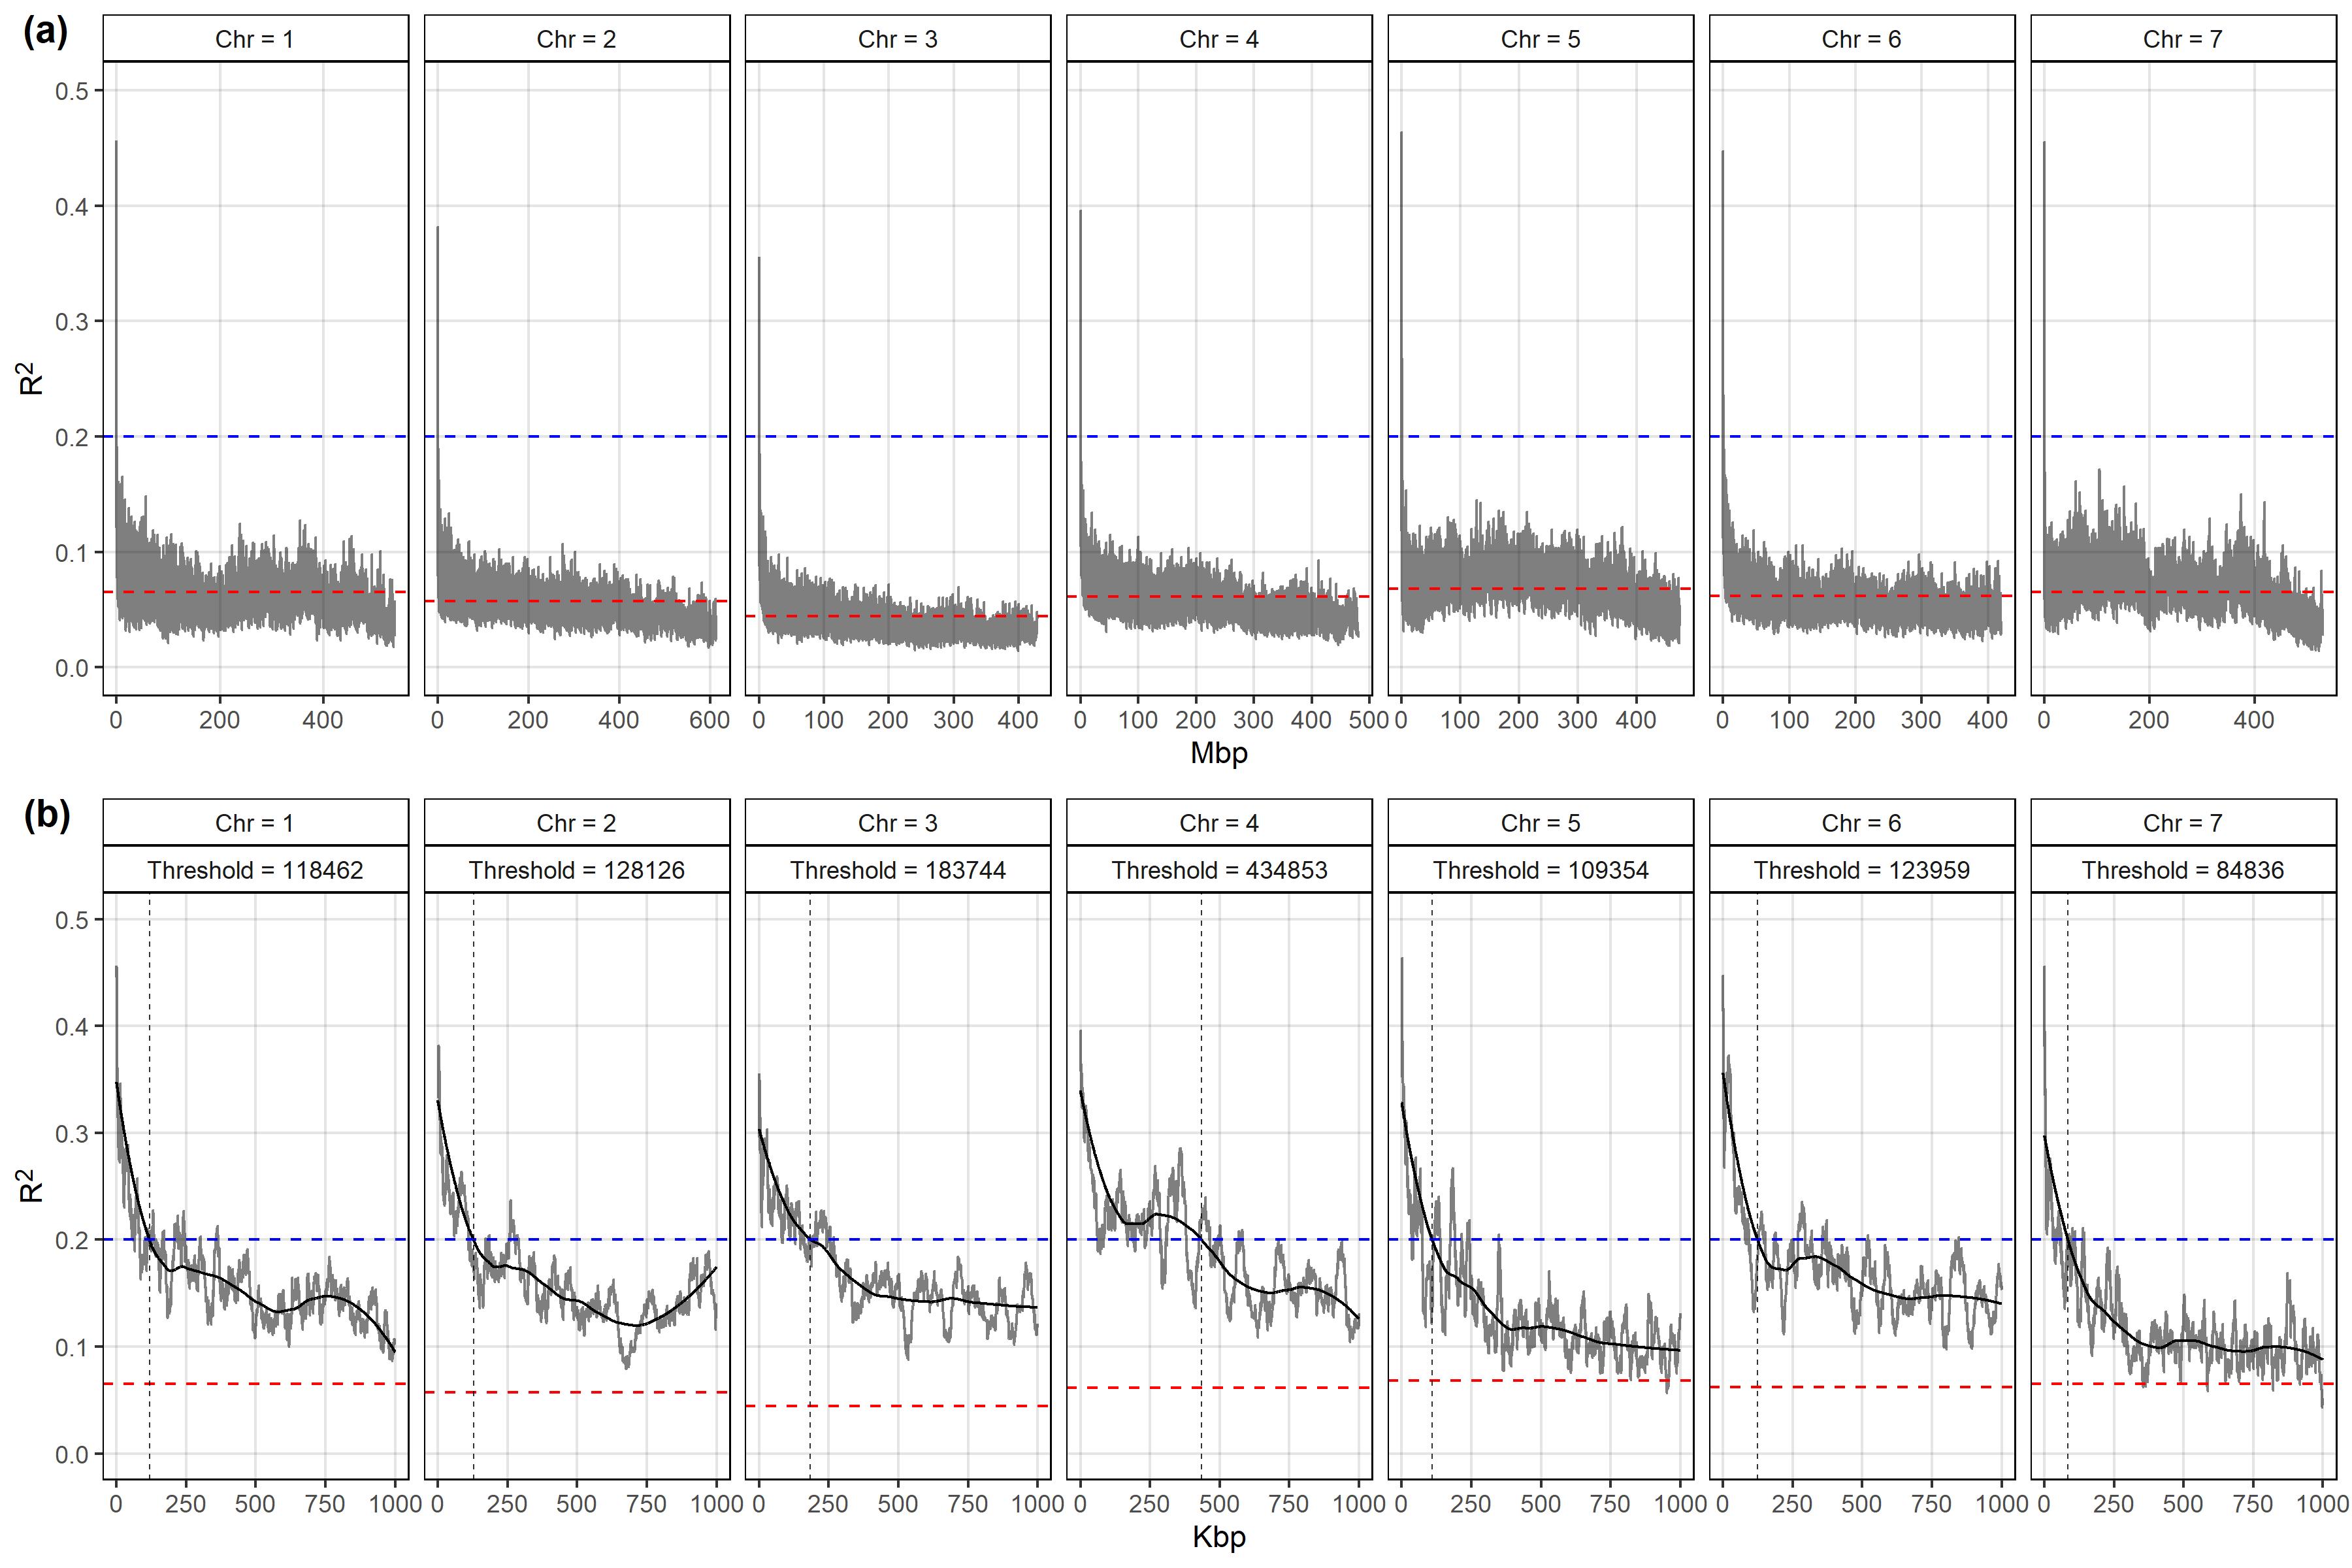 (a)
Chr = 1 Chr = 2 Chr = 3 Chr = 4 Chr = 5 Chr = 6 Chr = 7
0.5
0.4
0.3
0.2
0.1
0.0
R²
0 200 400 0 200 400 600 0 100 200 300 400 0 100 200 300 400 500 0 100 200 300 400 0 100 200 300 400 0 200 400
Mbp
(b)
Chr = 1 Chr = 2 Chr = 3 Chr = 4 Chr = 5 Chr = 6 Chr = 7
Threshold = 118462 Threshold = 128126 Threshold = 183744 Threshold = 434853 Threshold = 109354 Threshold = 123959 Threshold = 84836
0.5
0.4
0.3
0.2
0.1
0.0
R²
0 250 500 750 1000 0 250 500 750 1000 0 250 500 750 1000 0 250 500 750 1000 0 250 500 750 1000 0 250 500 750 1000 0 250 500 750 1000
Kbp